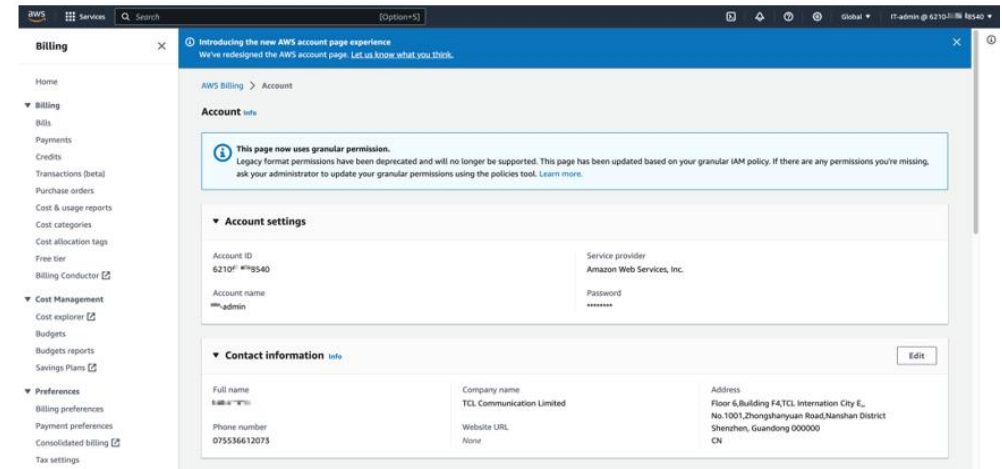 aws
Services
Search
[Option+S]
Global
IT-admin @ 6210- 8540
Billing
Introducing the new AWS account page experience
We've redesigned the AWS account page. Let us know what you think.
Home
Billing
Bills
Payments
Credits
Transactions (beta)
Purchase orders
Cost & usage reports
Cost categories
Cost allocation tags
Free tier
Billing Conductor
Cost Management
Cost explorer
Budgets
Budgets reports
Savings Plans
Preferences
Billing preferences
Payment preferences
Consolidated billing
Tax settings
AWS Billing > Account
Account Info
This page now uses granular permission.
Legacy format permissions have been deprecated and will no longer be supported. This page has been updated based on your granular IAM policy. If there are any permissions you're missing,
ask your administrator to update your granular permissions using the policies tool. Learn more.
Account settings
Account ID
6210 8540
Service provider
Amazon Web Services, Inc.
Account name
-admin
Password
••••••••
Contact information Info
Edit
Full name
Phone number
075536612073
Company name
TCL Communication Limited
Website URL
None
Address
Floor 6,Building F4,TCL Internation City E,,
No.1001,Zhongshanyuan Road,Nanshan District
Shenzhen, Guandong 000000
CN